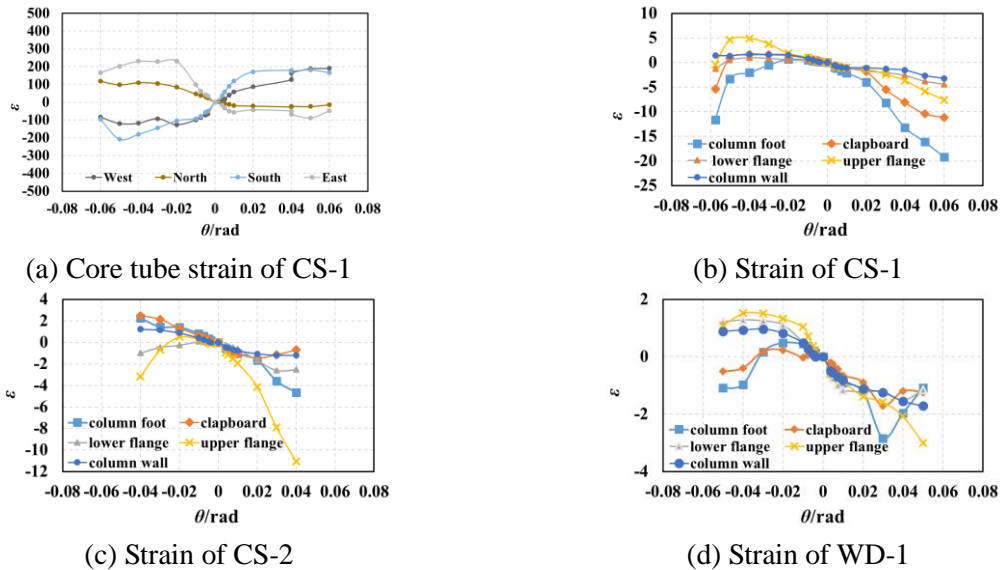 500
400
300
200
100
0
-100
-200
-300
-400
-500
ε
West North South East
-0.08 -0.06 -0.04 -0.02 0 0.02 0.04 0.06 0.08
θ/rad
(a) Core tube strain of CS-1
10
5
0
-5
-10
-15
-20
-25
ε
column foot clapboard
lower flange upper flange
column wall
-0.08 -0.06 -0.04 -0.02 0 0.02 0.04 0.06 0.08
θ/rad
(b) Strain of CS-1
4
2
0
-2
-4
-6
-8
-10
-12
ε
column foot clapboard
lower flange upper flange
column wall
-0.08 -0.06 -0.04 -0.02 0 0.02 0.04 0.06 0.08
θ/rad
(c) Strain of CS-2
2
0
-2
-4
ε
column foot clapboard
lower flange upper flange
column wall
-0.08 -0.06 -0.04 -0.02 0 0.02 0.04 0.06 0.08
θ/rad
(d) Strain of WD-1